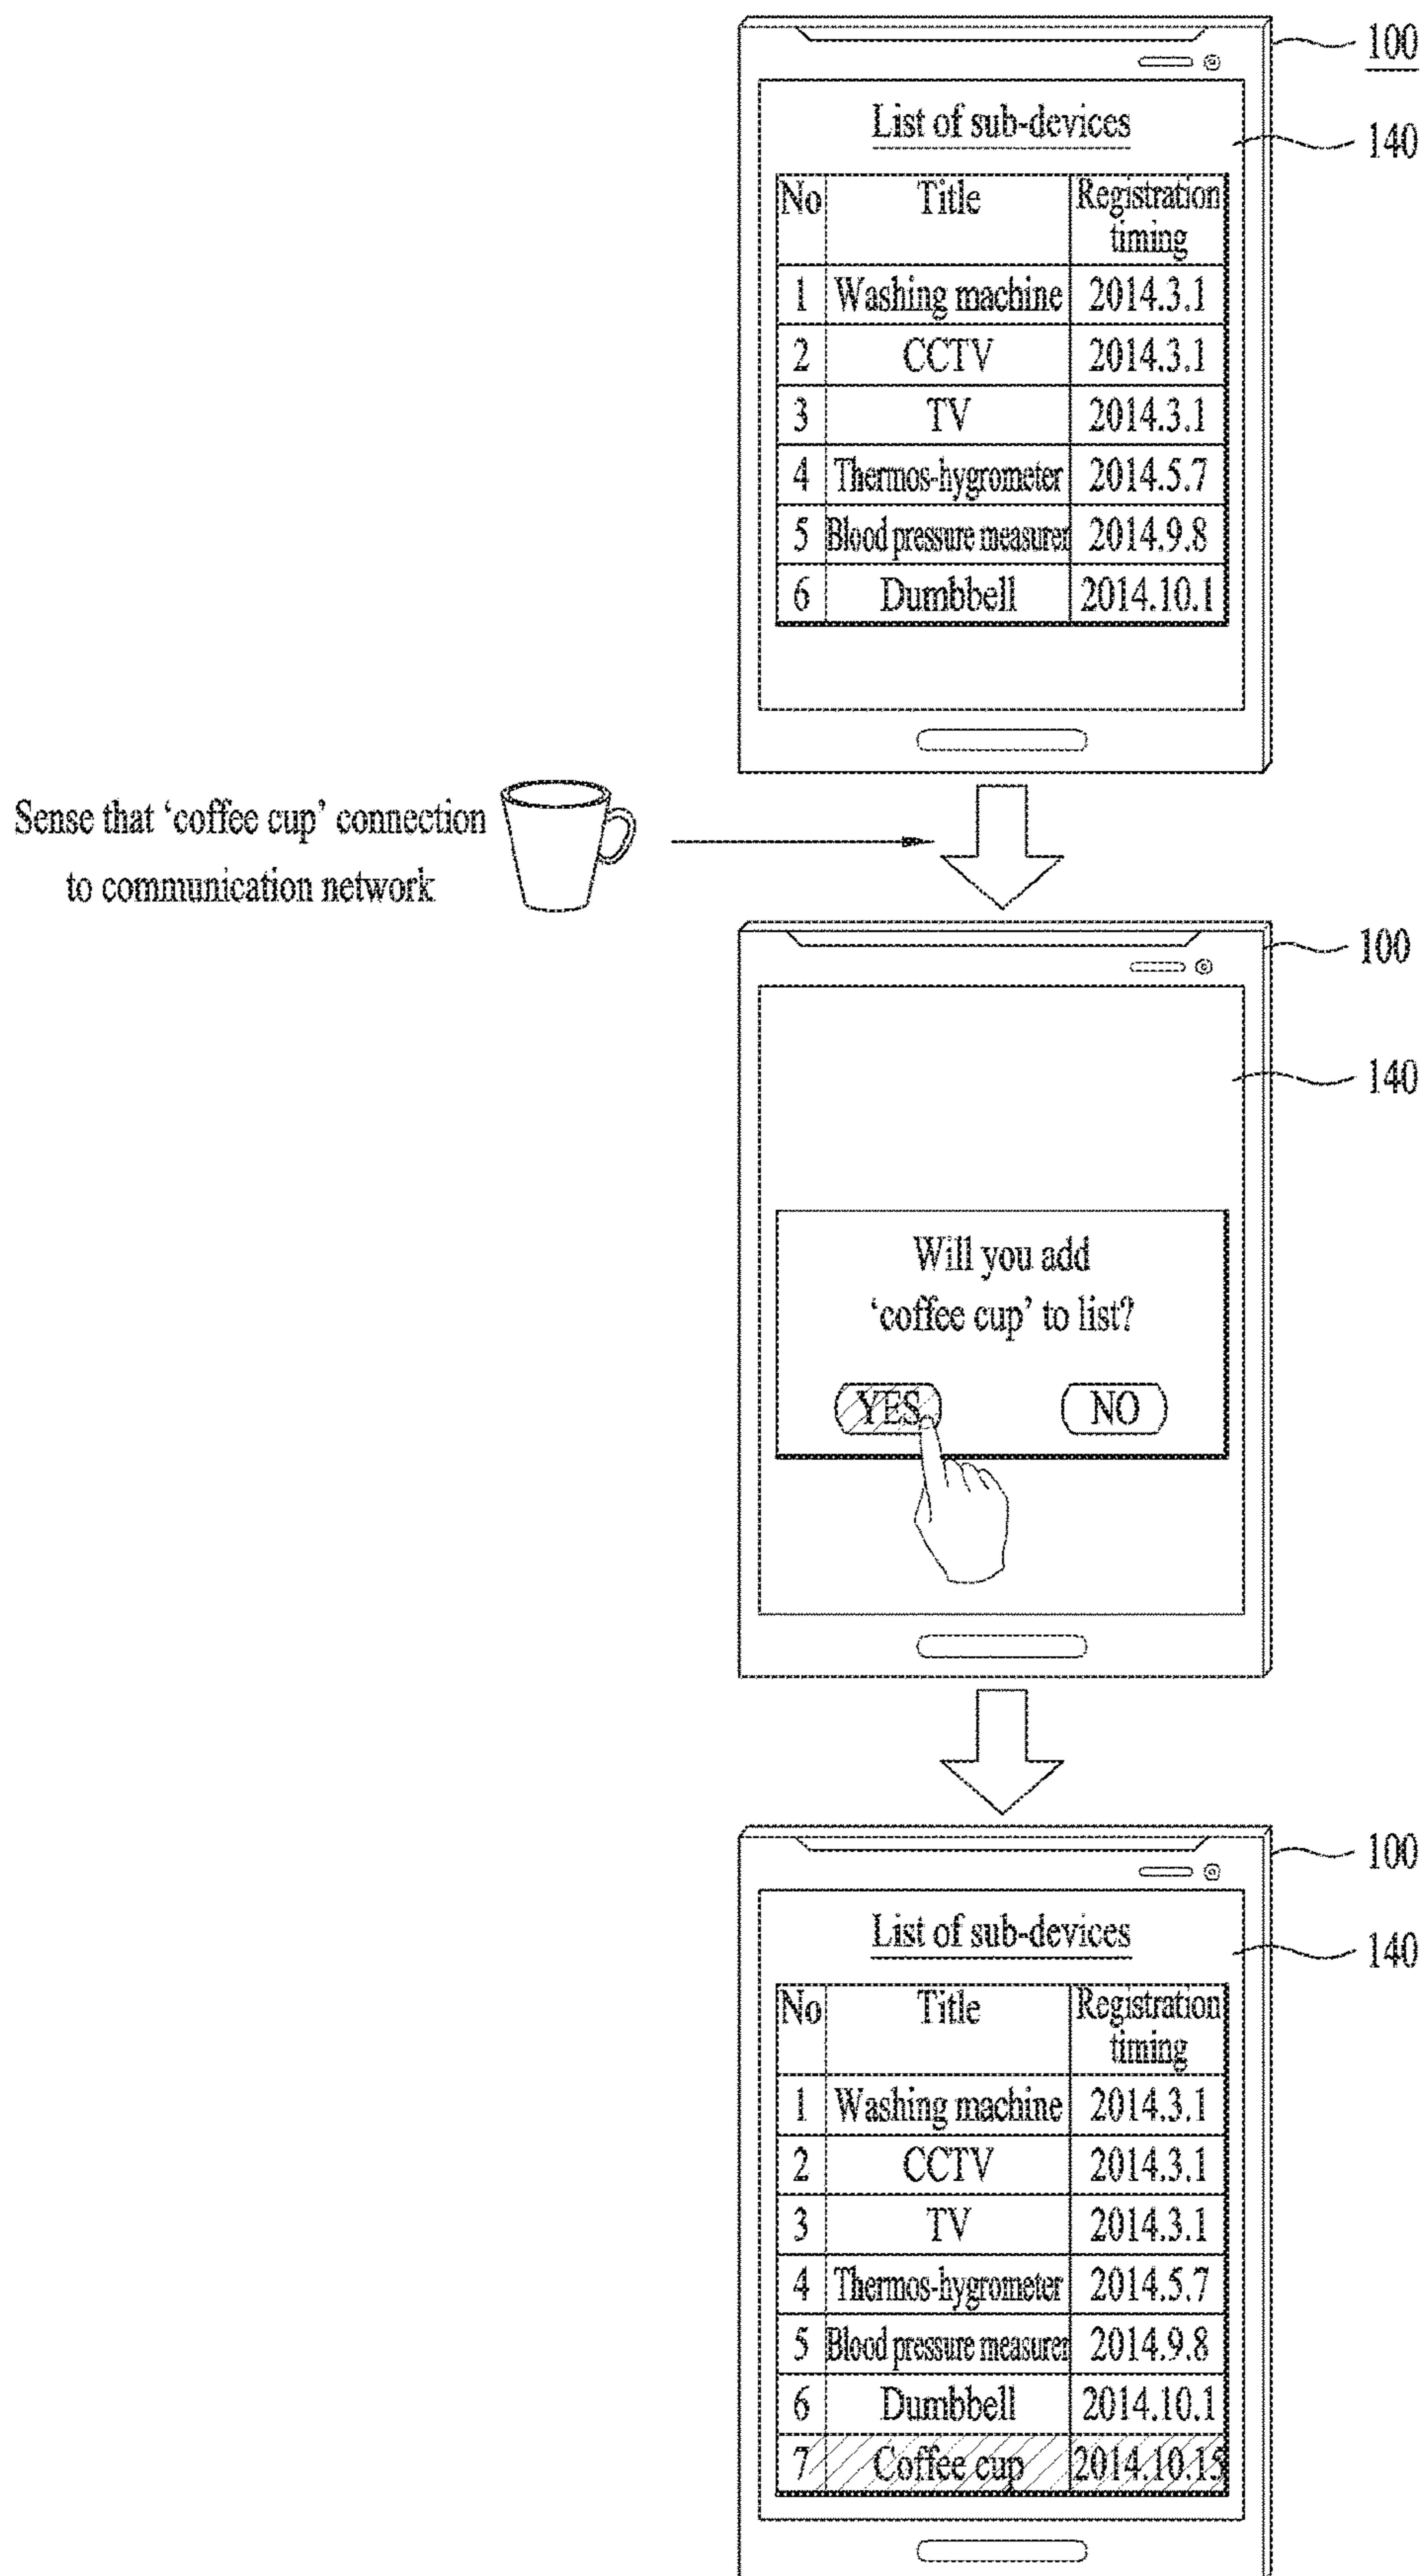 100
List of sub-devices
140
No Title Registration timing
1 Washing machine 2014.3.1
2 CCTV 2014.3.1
3 TV 2014.3.1
4 Thermos-hygrometer 2014.5.7
5 Blood pressure measurer 2014.9.8
6 Dumbbell 2014.10.1
Sense that ‘coffee cup’ connection
to communication network
100
140
Will you add
‘coffee cup’ to list?
YES NO
100
List of sub-devices
140
No Title Registration timing
1 Washing machine 2014.3.1
2 CCTV 2014.3.1
3 TV 2014.3.1
4 Thermos-hygrometer 2014.5.7
5 Blood pressure measurer 2014.9.8
6 Dumbbell 2014.10.1
7 Coffee cup 2014.10.15